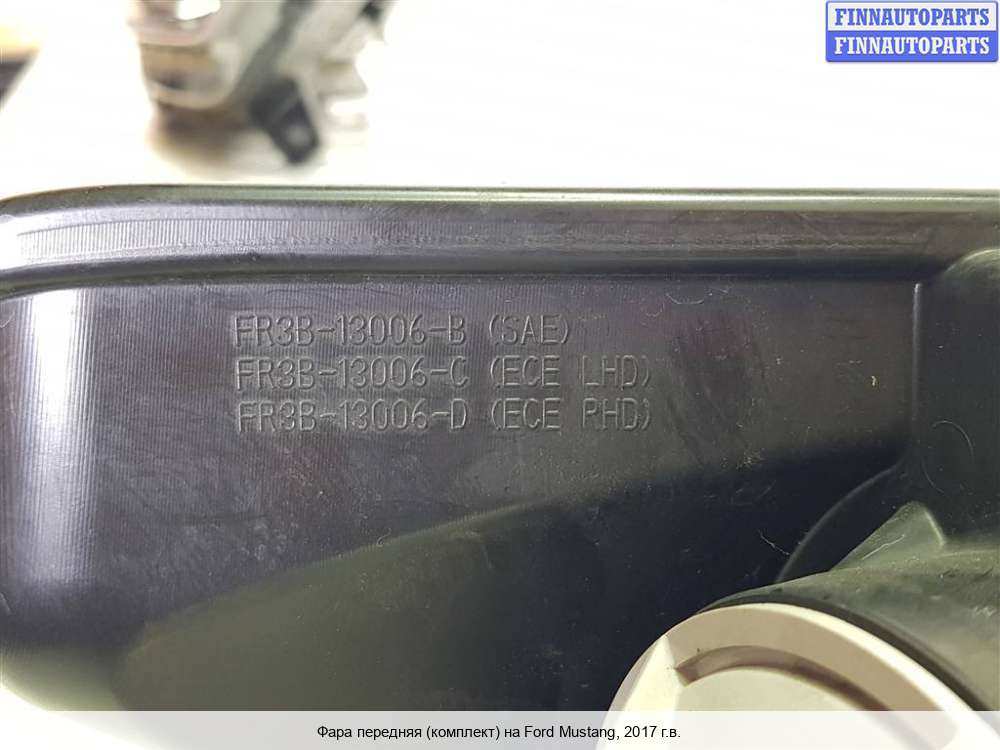 FINNAUTOPARTS
FINNAUTOPARTS
FR3B-13006-B (SAE)
FR3B-13006-C (ECE LHD)
FR3B-13006-D (ECE RHD)
Фара передняя (комплект) на Ford Mustang, 2017 г.в.